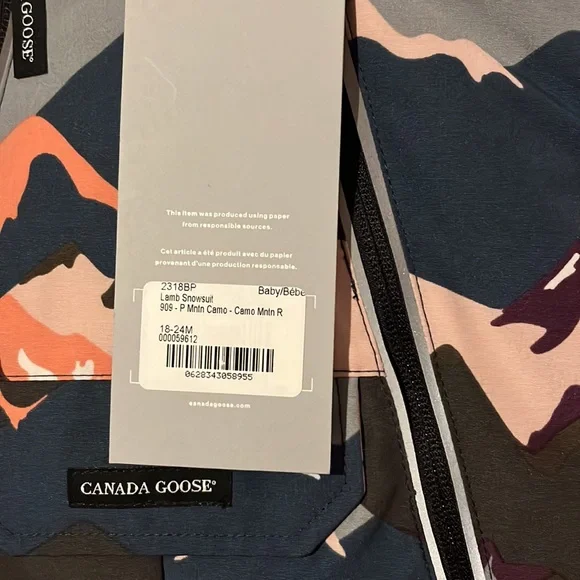 GOOSE®
This item was produced using paper
from responsible sources.
Cet article a été produit avec du papier
provenant d'une production responsable.
2318BP Baby/Bébé
Lamb Snowsuit
909 - P Mntn Camo - Camo Mntn R
18-24M
000059612
0628343058955
canadagoose.com
CANADA GOOSE®